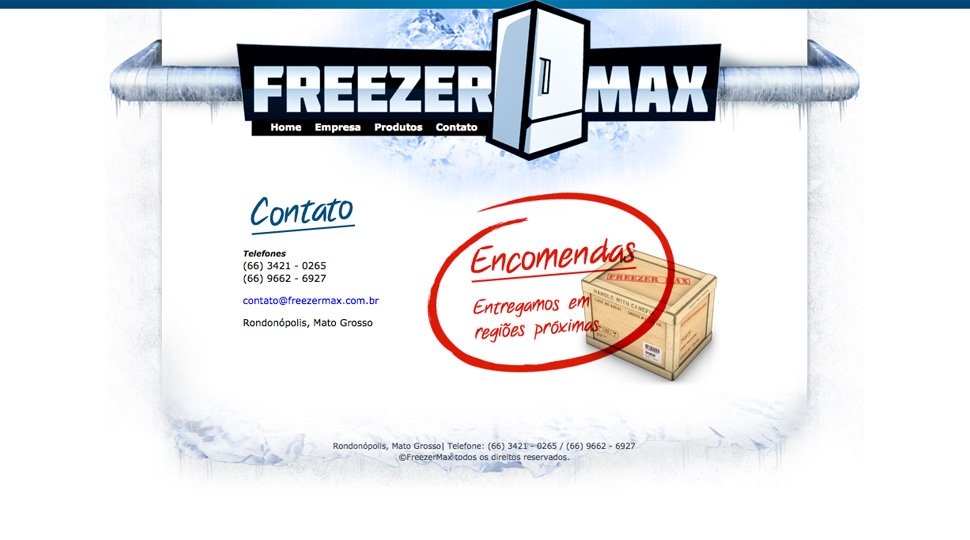 FREEZER MAX
Home Empresa Produtos Contato
Contato
Telefones
(66) 3421 - 0265
(66) 9662 - 6927
contato@freezermax.com.br
Rondonópolis, Mato Grosso
Encomendas
Entregamos em
regiões próximas
FREEZER MAX
HANDLE WITH CARE
Rondonópolis, Mato Grosso| Telefone: (66) 3421 - 0265 / (66) 9662 - 6927
©FreezerMax todos os direitos reservados.